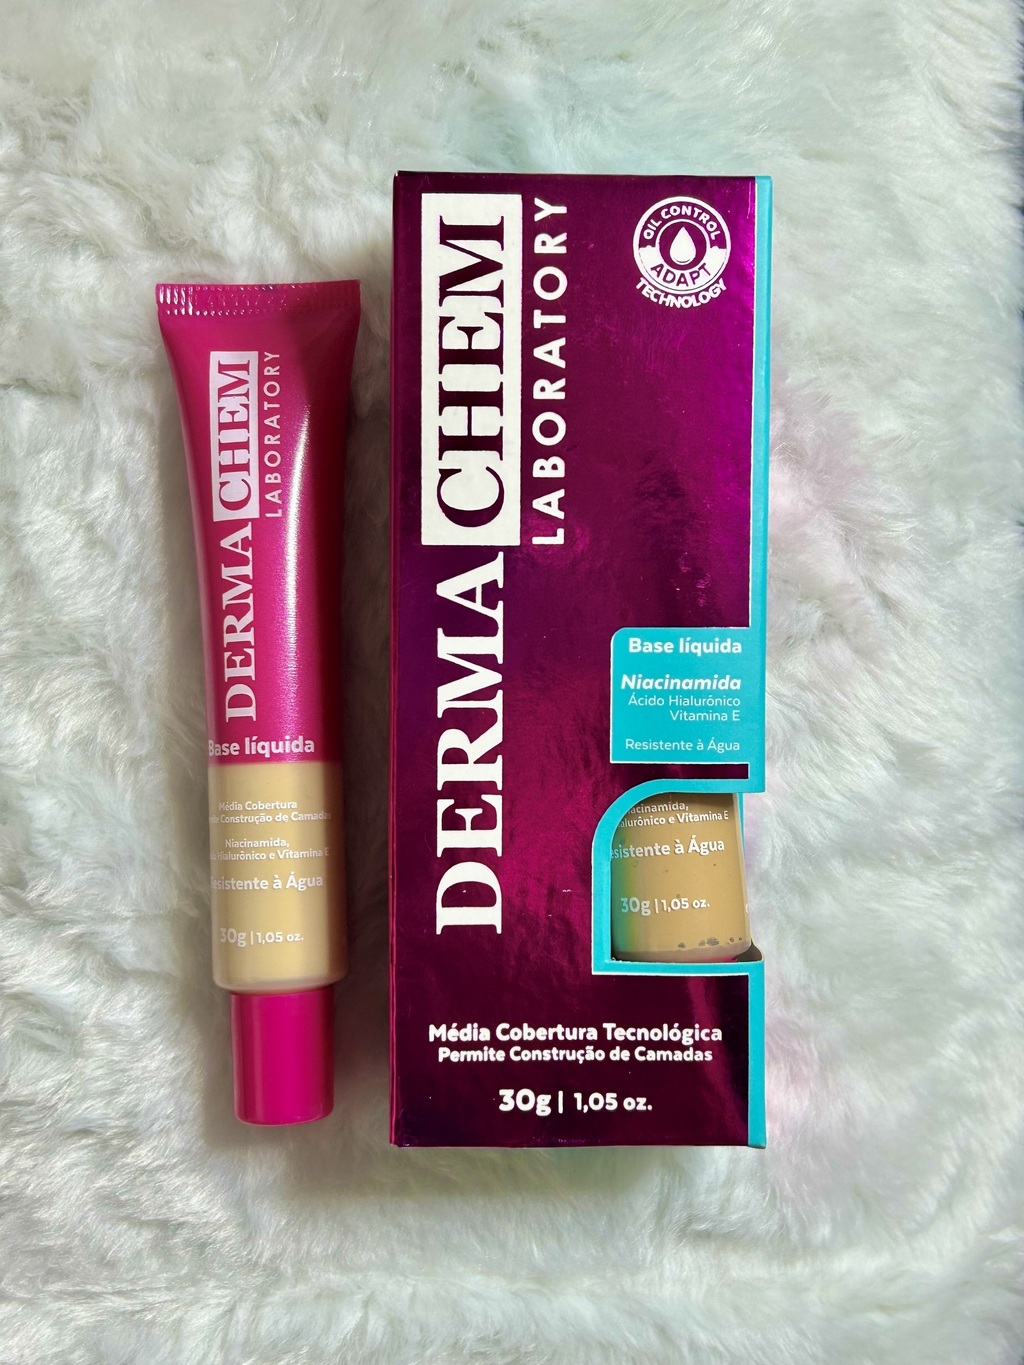 DERMA CHEM
LABORATORY
Base líquida
Média Cobertura
Construção de Camadas
Niacinamida,
Hialurônico e Vitamina E
Resistente à Água
30g | 1,05 oz.
DERMA CHEM
LABORATORY
OIL CONTROL
ADAPT
TECHNOLOGY
Base líquida
Niacinamida
Ácido Hialurônico
Vitamina E
Resistente à Água
Niacinamida,
e Vitamina E
à Água
30g | 1,05 oz.
Média Cobertura Tecnológica
Permite Construção de Camadas
30g | 1,05 oz.